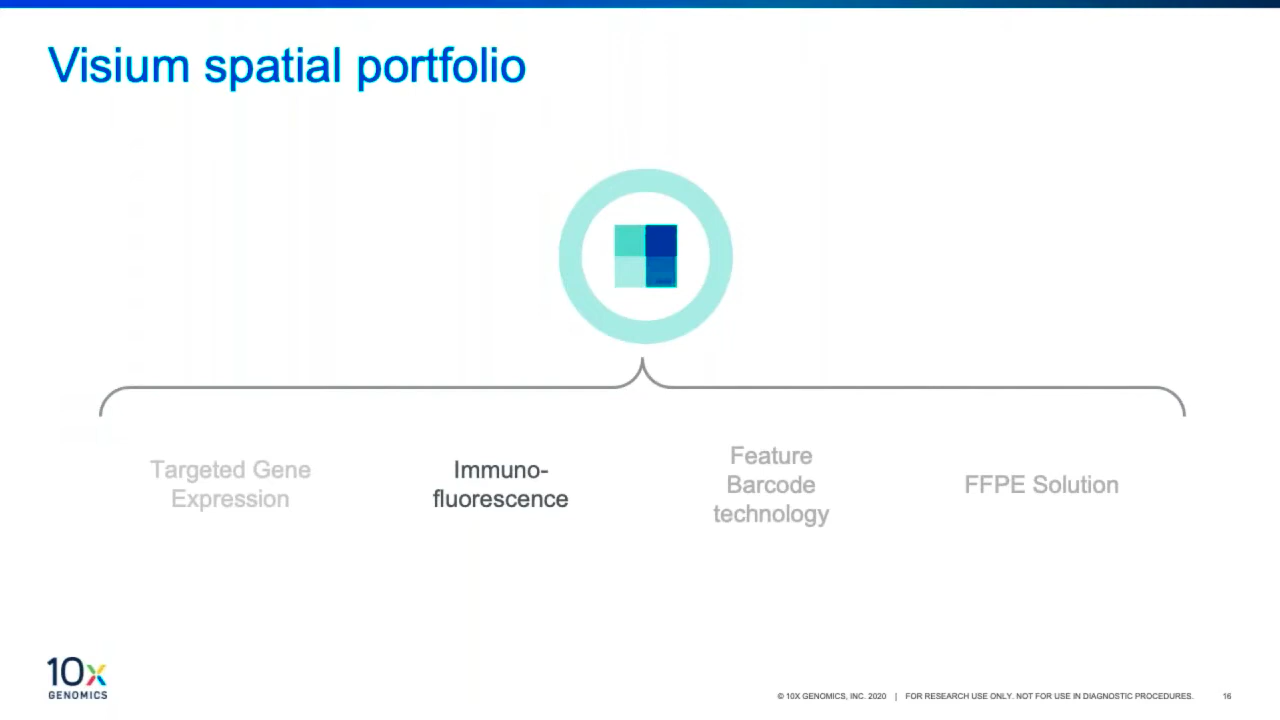 Visium spatial portfolio
Targeted Gene
Expression
Immuno-
fluorescence
Feature
Barcode
technology
FFPE Solution
10x
GENOMICS
© 10X GENOMICS, INC. 2020 | FOR RESEARCH USE ONLY. NOT FOR USE IN DIAGNOSTIC PROCEDURES. 16